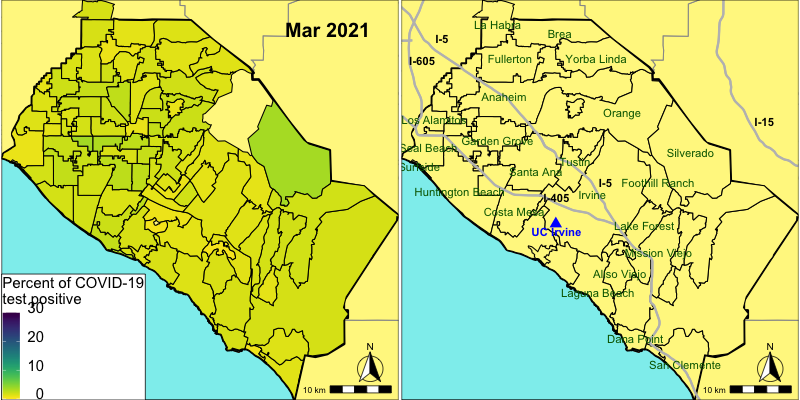 Mar 2021
Percent of COVID-19
test positive
30
20
10
0
N
10 km
La Habra
Brea
I-5
I-605
Fullerton
Yorba Linda
Anaheim
Orange
Los Alamitos
I-15
Garden Grove
Seal Beach
Silverado
Tustin
Sunside
Santa Ana
I-5
Foothill Ranch
Huntington Beach
I-405
Irvine
Costa Mesa
UC Irvine
Lake Forest
Mission Viejo
Aliso Viejo
Laguna Beach
Dana Point
San Clemente
N
10 km